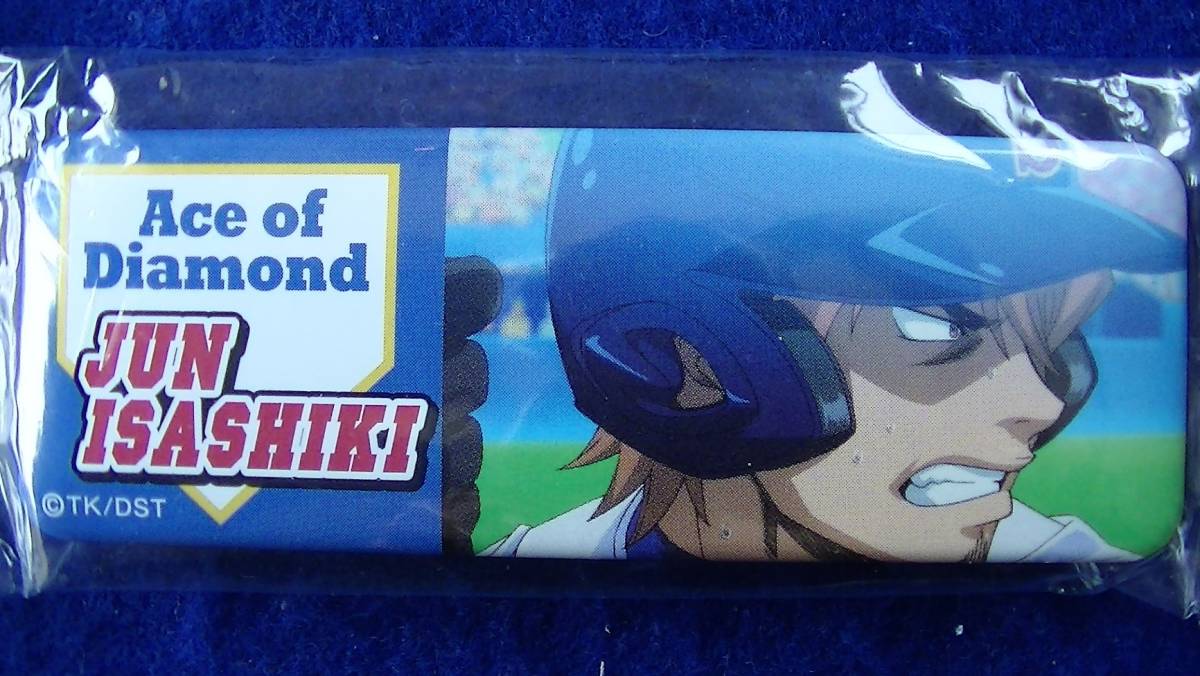 Ace of
Diamond
JUN
ISASHIKI
©TK/DST